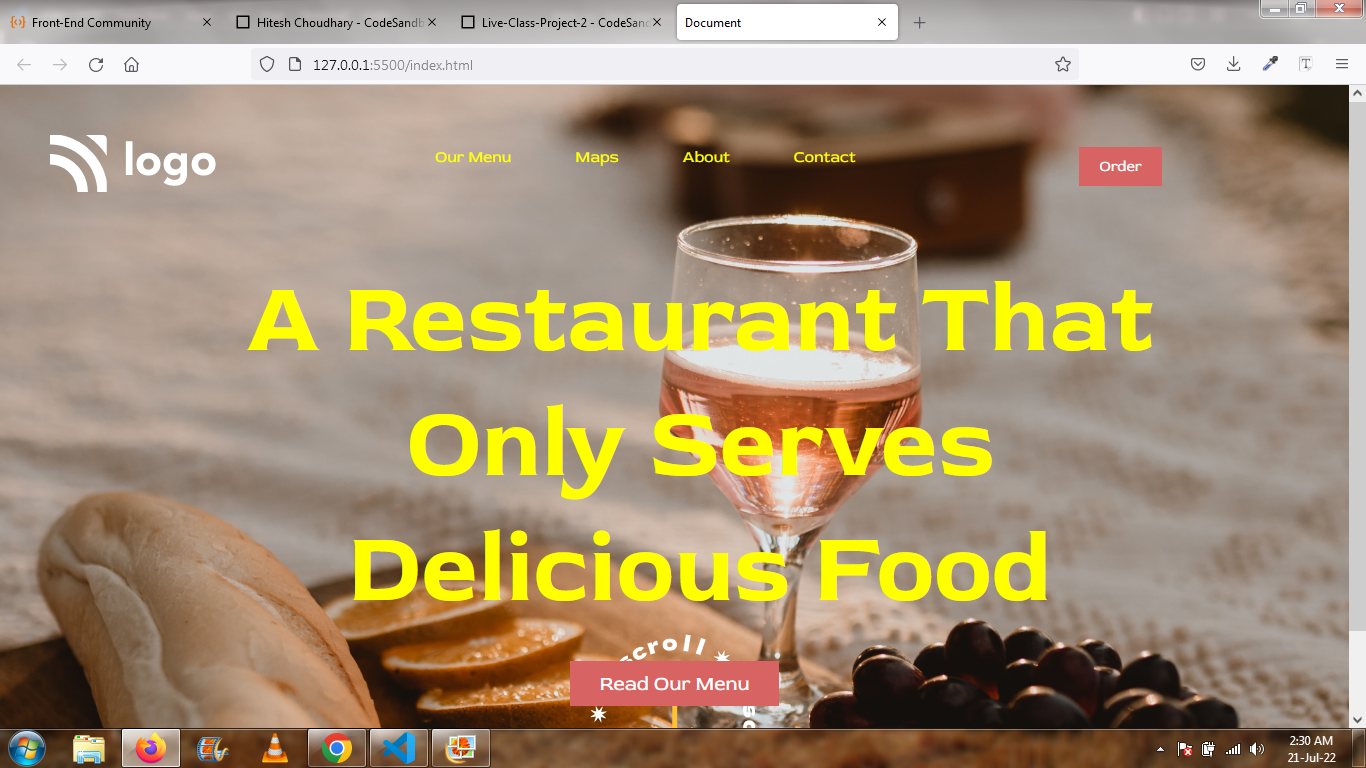 Front-End Community
Hitesh Choudhary - CodeSandb
Live-Class-Project-2 - CodeSand
Document
127.0.0.1:5500/index.html
logo
Our Menu
Maps
About
Contact
Order
A Restaurant That
Only Serves
Delicious Food
scroll
Read Our Menu
2:30 AM
21-Jul-22